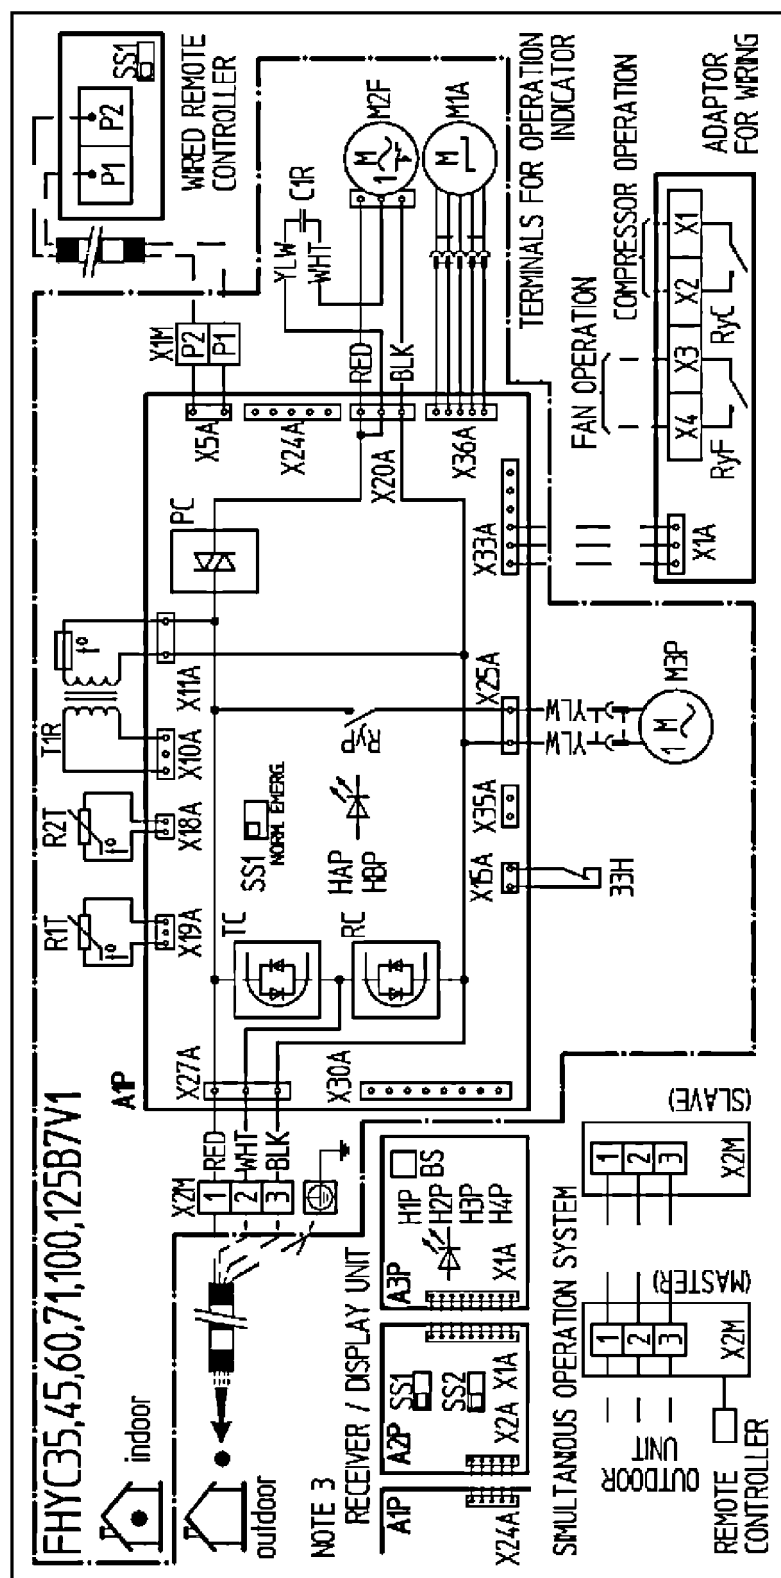 FHYC35,45,60,71,100,125B7V1
indoor
outdoor
R1T
R2T
T1R
t°
t°
t°
X19A
X18A
X10A
X11A
PC
X1M
P2
P1
X5A
X24A
P1
P2
SS1
WIRED REMOTE
CONTROLLER
A1P
X27A
X2M
1
2
3
RED
WHT
BLK
TC
RC
SS1
NORM. EMERG.
HAP
HBP
RyP
X20A
RED
BLK
YLW
WHT
C1R
M
1
M2F
M
M1A
X36A
X30A
X15A
X35A
X25A
X33A
33H
YLW
YLW
M
1
M3P
TERMINALS FOR OPERATION
INDICATOR
FAN OPERATION
COMPRESSOR OPERATION
X4
X3
X2
X1
RyF
RyC
X1A
ADAPTOR
FOR WIRING
NOTE 3
RECEIVER / DISPLAY UNIT
A1P
X24A
A2P
SS1
SS2
X2A
X1A
A3P
H1P
H2P
H3P
H4P
BS
X1A
SIMULTANOUS OPERATION SYSTEM
OUTDOOR
UNIT
(MASTER)
1
2
3
X2M
REMOTE
CONTROLLER
(SLAVE)
1
2
3
X2M